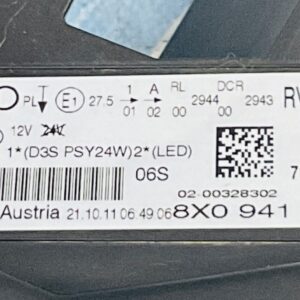 PL E1 27.5 1 A RL DCR R
01 02 00 2944 00 2943
12V 24V
1*(D3S PSY24W)2*(LED)
06S 7
02-00328302
Austria 21.10.11 06:49 06 8X0 941